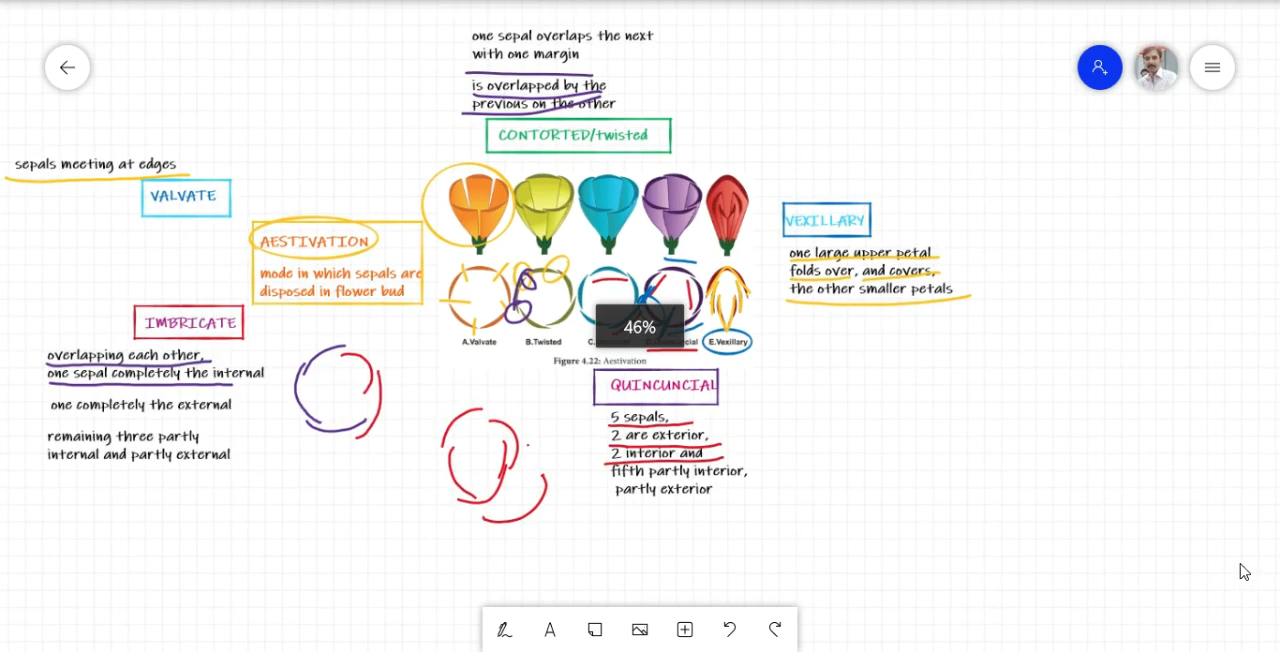 one sepal overlaps the next
with one margin
is overlapped by the
previous on the other
CONTORTED/twisted
sepals meeting at edges
VALVATE
AESTIVATION
mode in which sepals are
disposed in flower bud
VEXILLARY
one large upper petal
folds over, and covers,
the other smaller petals
IMBRICATE
overlapping each other,
one sepal completely the internal
one completely the external
remaining three partly
internal and partly external
46%
A.Valvate
B.Twisted
E.Vexillary
Figure 4.22: Aestivation
QUINCUNCIAL
5 sepals,
2 are exterior,
2 interior and
fifth partly interior,
partly exterior
A